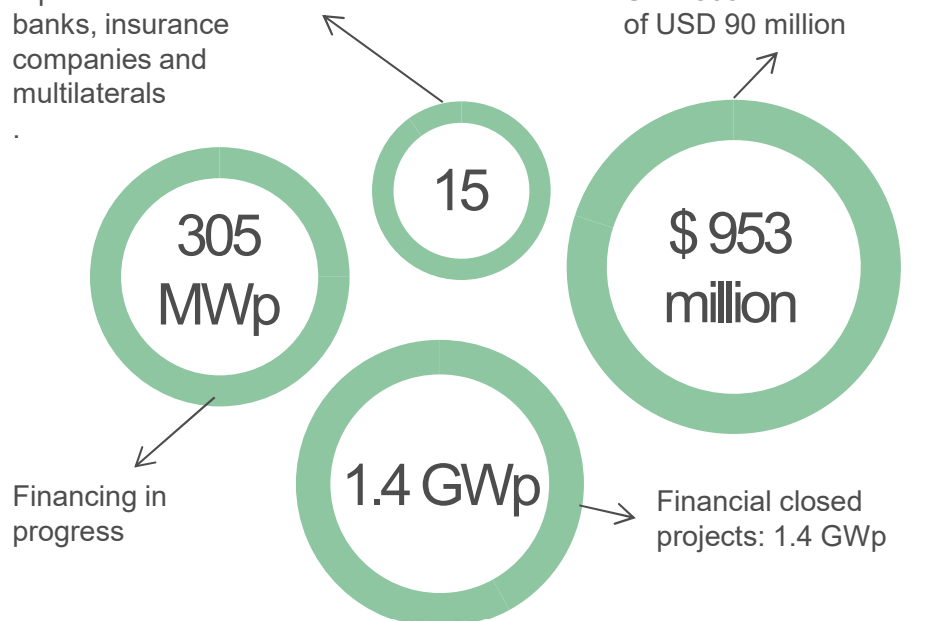 banks, insurance
companies and
multilaterals
.
of USD 90 million
15
305
MWp
$ 953
million
1.4 GWp
Financing in
progress
Financial closed
projects: 1.4 GWp